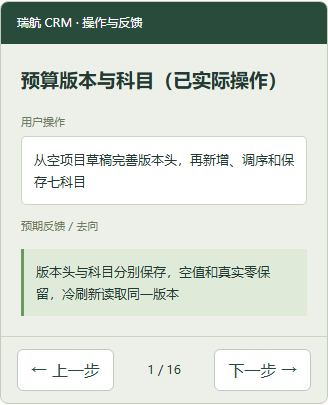 瑞航 CRM · 操作与反馈
预算版本与科目（已实际操作）
用户操作
从空项目草稿完善版本头，再新增、调序和保
存七科目
预期反馈 / 去向
版本头与科目分别保存，空值和真实零保
留，冷刷新读取同一版本
← 上一步
1 / 16
下一步 →